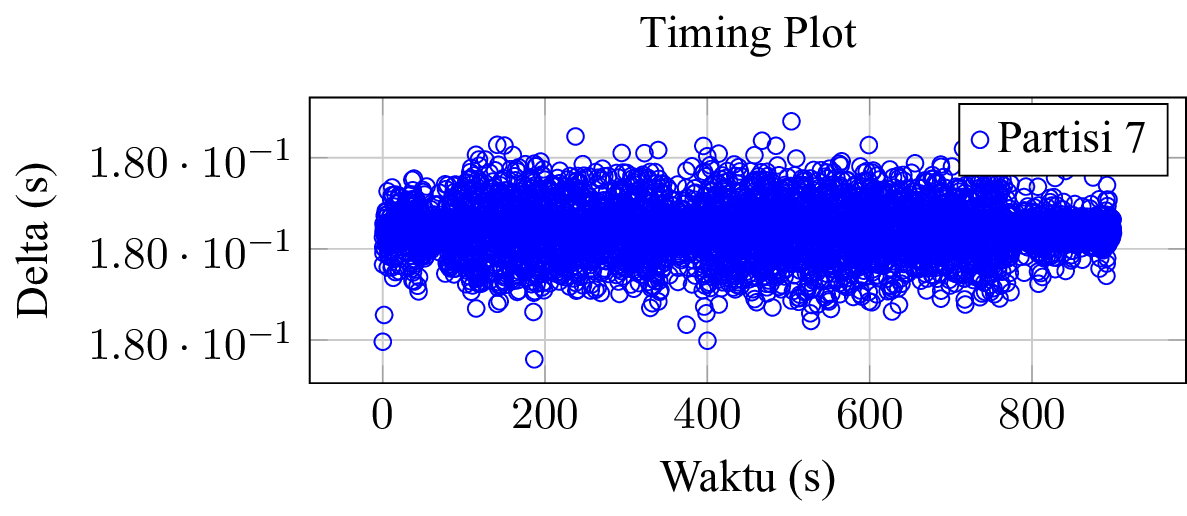 Timing Plot
Partisi 7
1.80 · 10⁻¹
1.80 · 10⁻¹
1.80 · 10⁻¹
Delta (s)
0 200 400 600 800
Waktu (s)